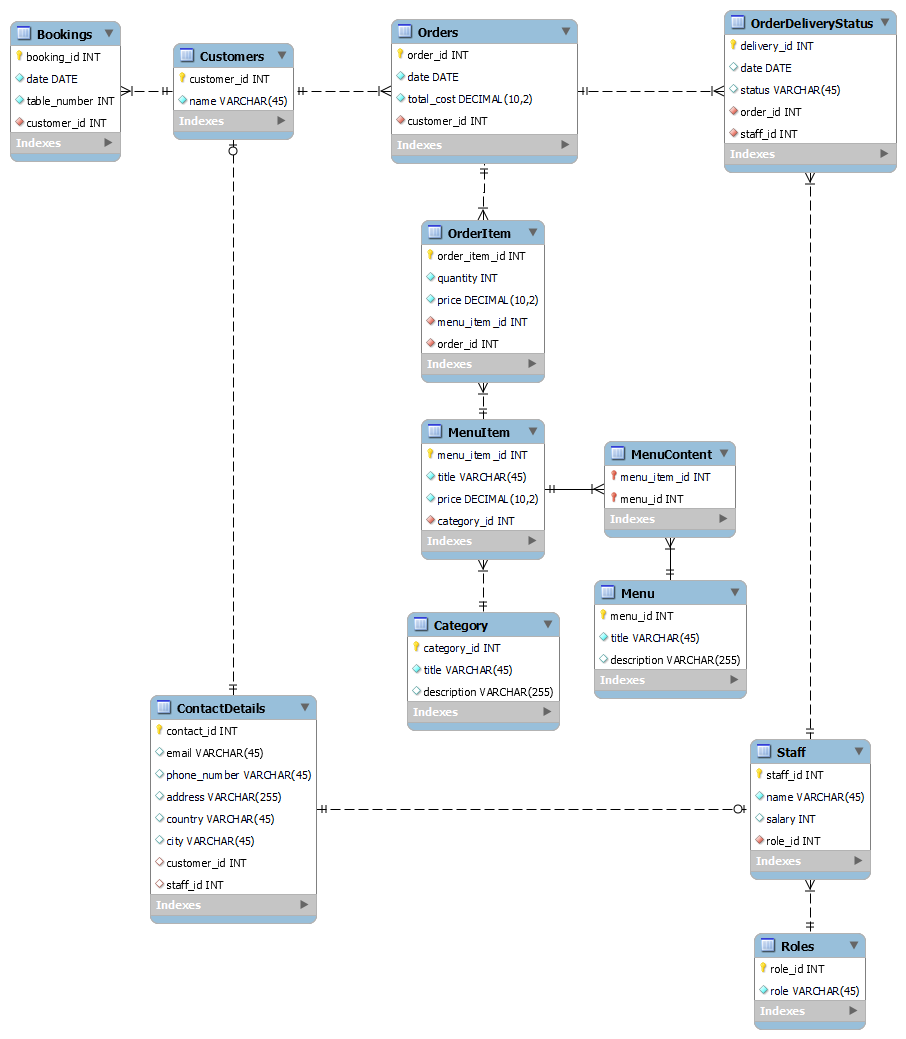 Bookings
booking_id INT
date DATE
table_number INT
customer_id INT
Indexes
Customers
customer_id INT
name VARCHAR(45)
Indexes
Orders
order_id INT
date DATE
total_cost DECIMAL(10,2)
customer_id INT
Indexes
OrderDeliveryStatus
delivery_id INT
date DATE
status VARCHAR(45)
order_id INT
staff_id INT
Indexes
OrderItem
order_item_id INT
quantity INT
price DECIMAL(10,2)
menu_item_id INT
order_id INT
Indexes
MenuItem
menu_item_id INT
title VARCHAR(45)
price DECIMAL(10,2)
category_id INT
Indexes
MenuContent
menu_item_id INT
menu_id INT
Indexes
Menu
menu_id INT
title VARCHAR(45)
description VARCHAR(255)
Indexes
Category
category_id INT
title VARCHAR(45)
description VARCHAR(255)
Indexes
ContactDetails
contact_id INT
email VARCHAR(45)
phone_number VARCHAR(45)
address VARCHAR(255)
country VARCHAR(45)
city VARCHAR(45)
customer_id INT
staff_id INT
Indexes
Staff
staff_id INT
name VARCHAR(45)
salary INT
role_id INT
Indexes
Roles
role_id INT
role VARCHAR(45)
Indexes